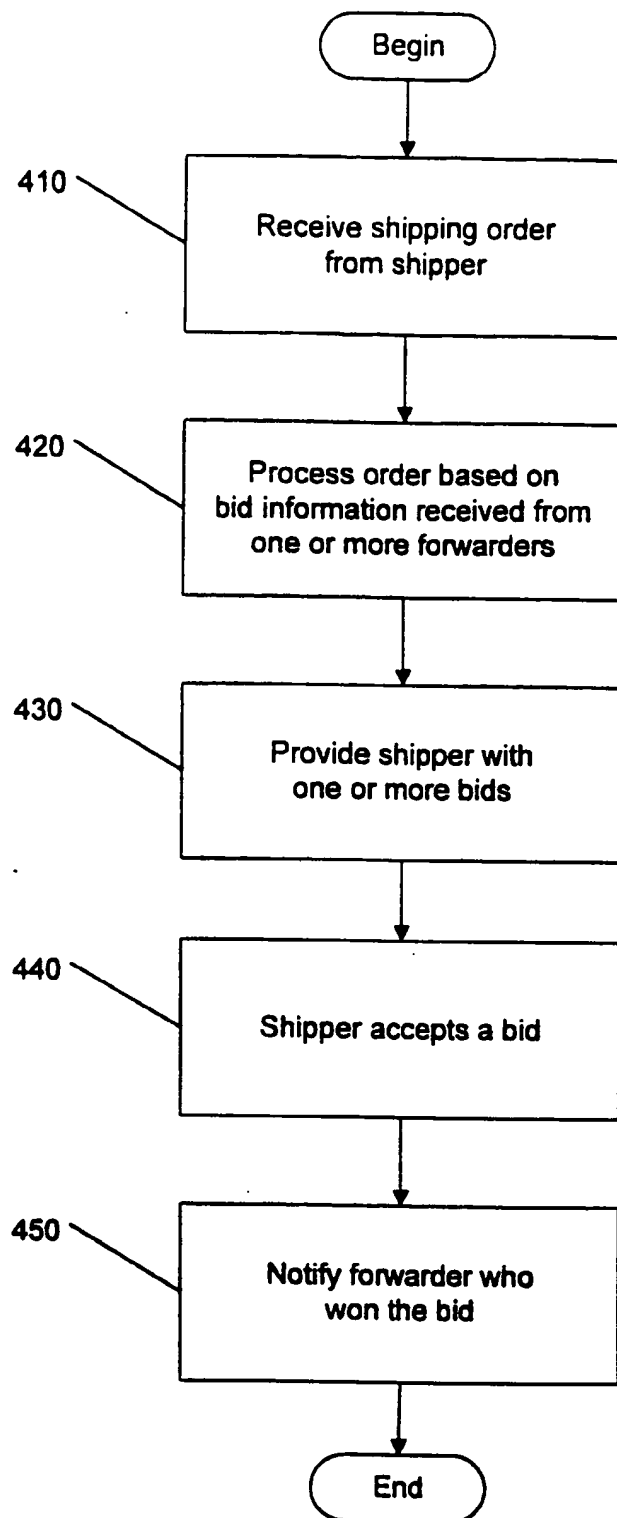 Begin
410
Receive shipping order
from shipper
420
Process order based on
bid information received from
one or more forwarders
430
Provide shipper with
one or more bids
440
Shipper accepts a bid
450
Notify forwarder who
won the bid
End